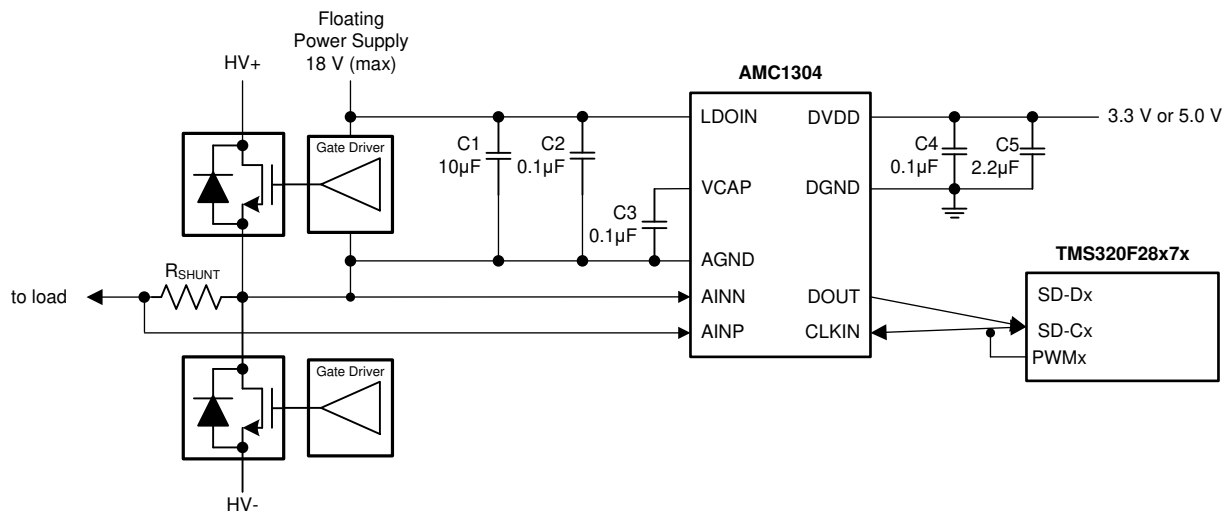 Floating
Power Supply
18 V (max)
HV+
AMC1304
Gate Driver
C1
10µF
C2
0.1µF
LDOIN
DVDD
3.3 V or 5.0 V
C4
0.1µF
C5
2.2µF
VCAP
DGND
C3
0.1µF
AGND
TMS320F28x7x
RSHUNT
to load
AINN
DOUT
SD-Dx
AINP
CLKIN
SD-Cx
PWMx
Gate Driver
HV-